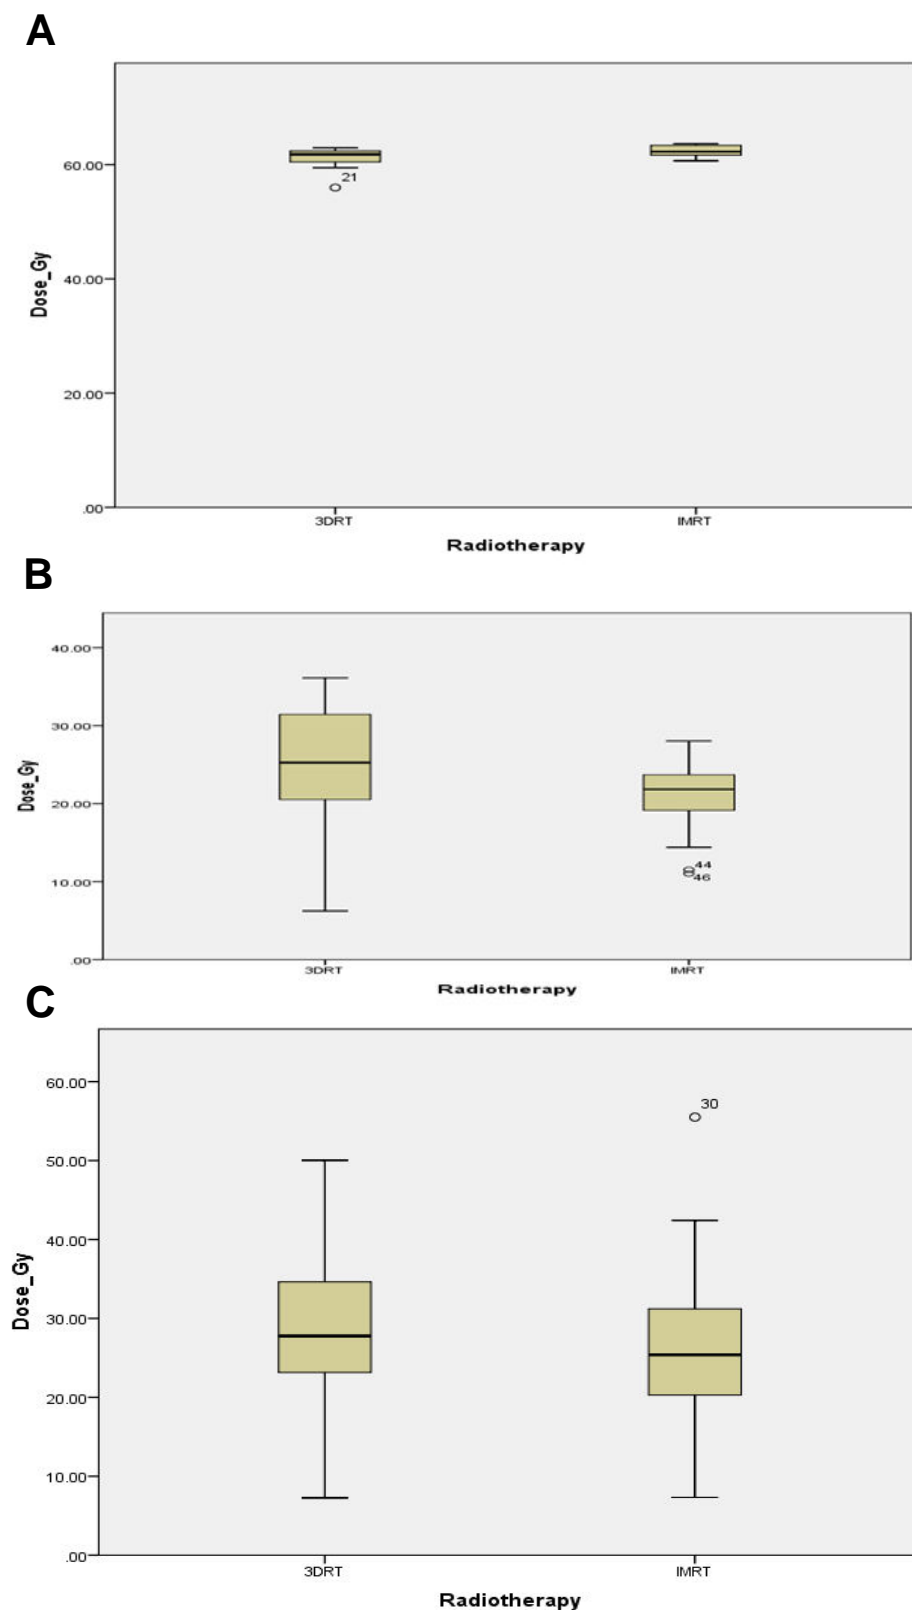 A
60.00
21
40.00
Dose_Gy
20.00
.00
3DRT IMRT
Radiotherapy
B
40.00
30.00
Dose_Gy
20.00
44
10.00
46
.00
3DRT IMRT
Radiotherapy
C
60.00
30
50.00
40.00
Dose_Gy
30.00
20.00
10.00
.00
3DRT IMRT
Radiotherapy